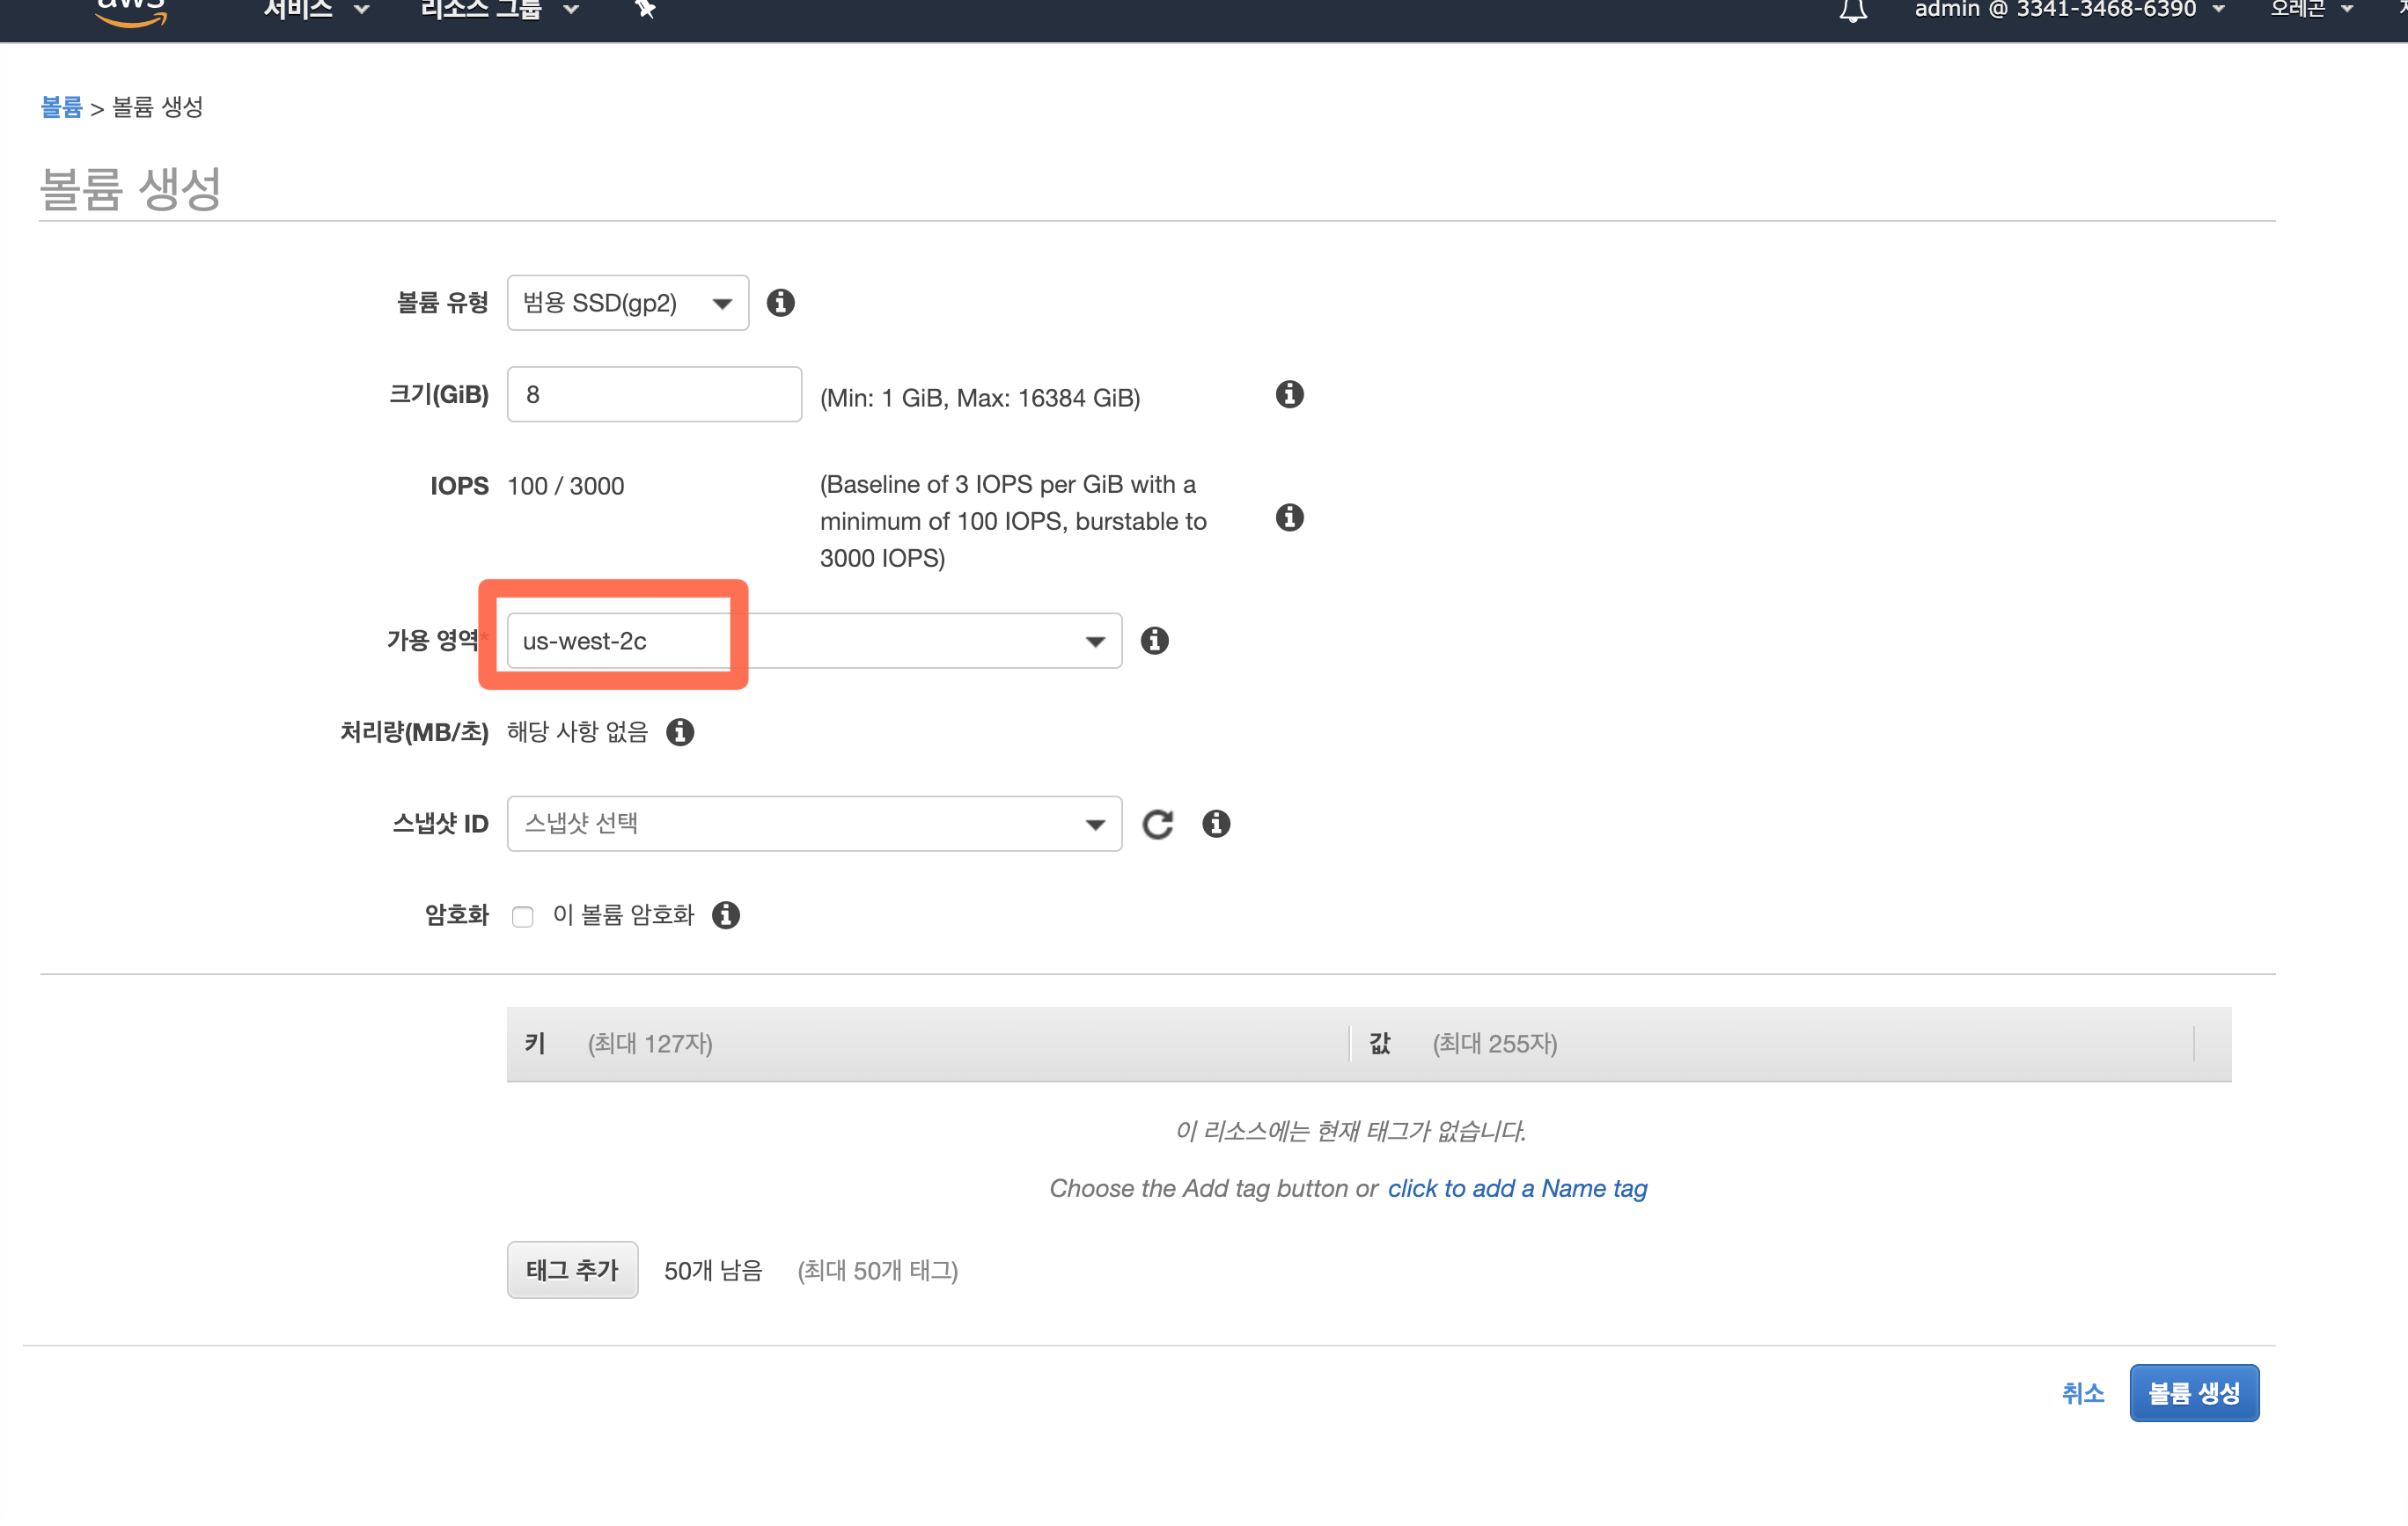 aws 서비스 리소스 그룹 admin @ 3341-3468-6390 오레곤
볼륨 > 볼륨 생성
볼륨 생성
볼륨 유형 범용 SSD(gp2)
크기(GiB) 8 (Min: 1 GiB, Max: 16384 GiB)
IOPS 100 / 3000 (Baseline of 3 IOPS per GiB with a
minimum of 100 IOPS, burstable to
3000 IOPS)
가용 영역* us-west-2c
처리량(MB/초) 해당 사항 없음
스냅샷 ID 스냅샷 선택
암호화 이 볼륨 암호화
키 (최대 127자) 값 (최대 255자)
이 리소스에는 현재 태그가 없습니다.
Choose the Add tag button or click to add a Name tag
태그 추가 50개 남음 (최대 50개 태그)
취소 볼륨 생성